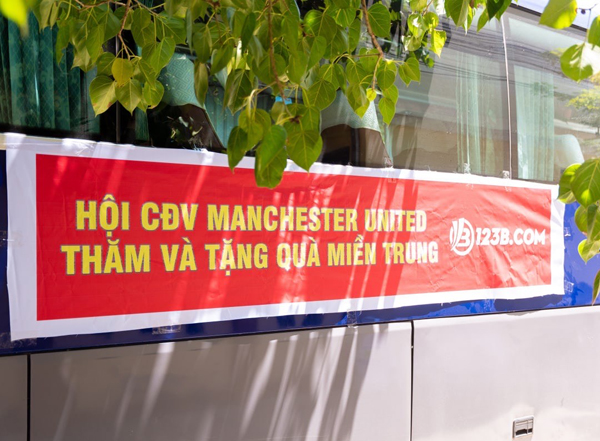 HỘI CĐV MANCHESTER UNITED
THĂM VÀ TẶNG QUÀ MIỀN TRUNG
123B.COM